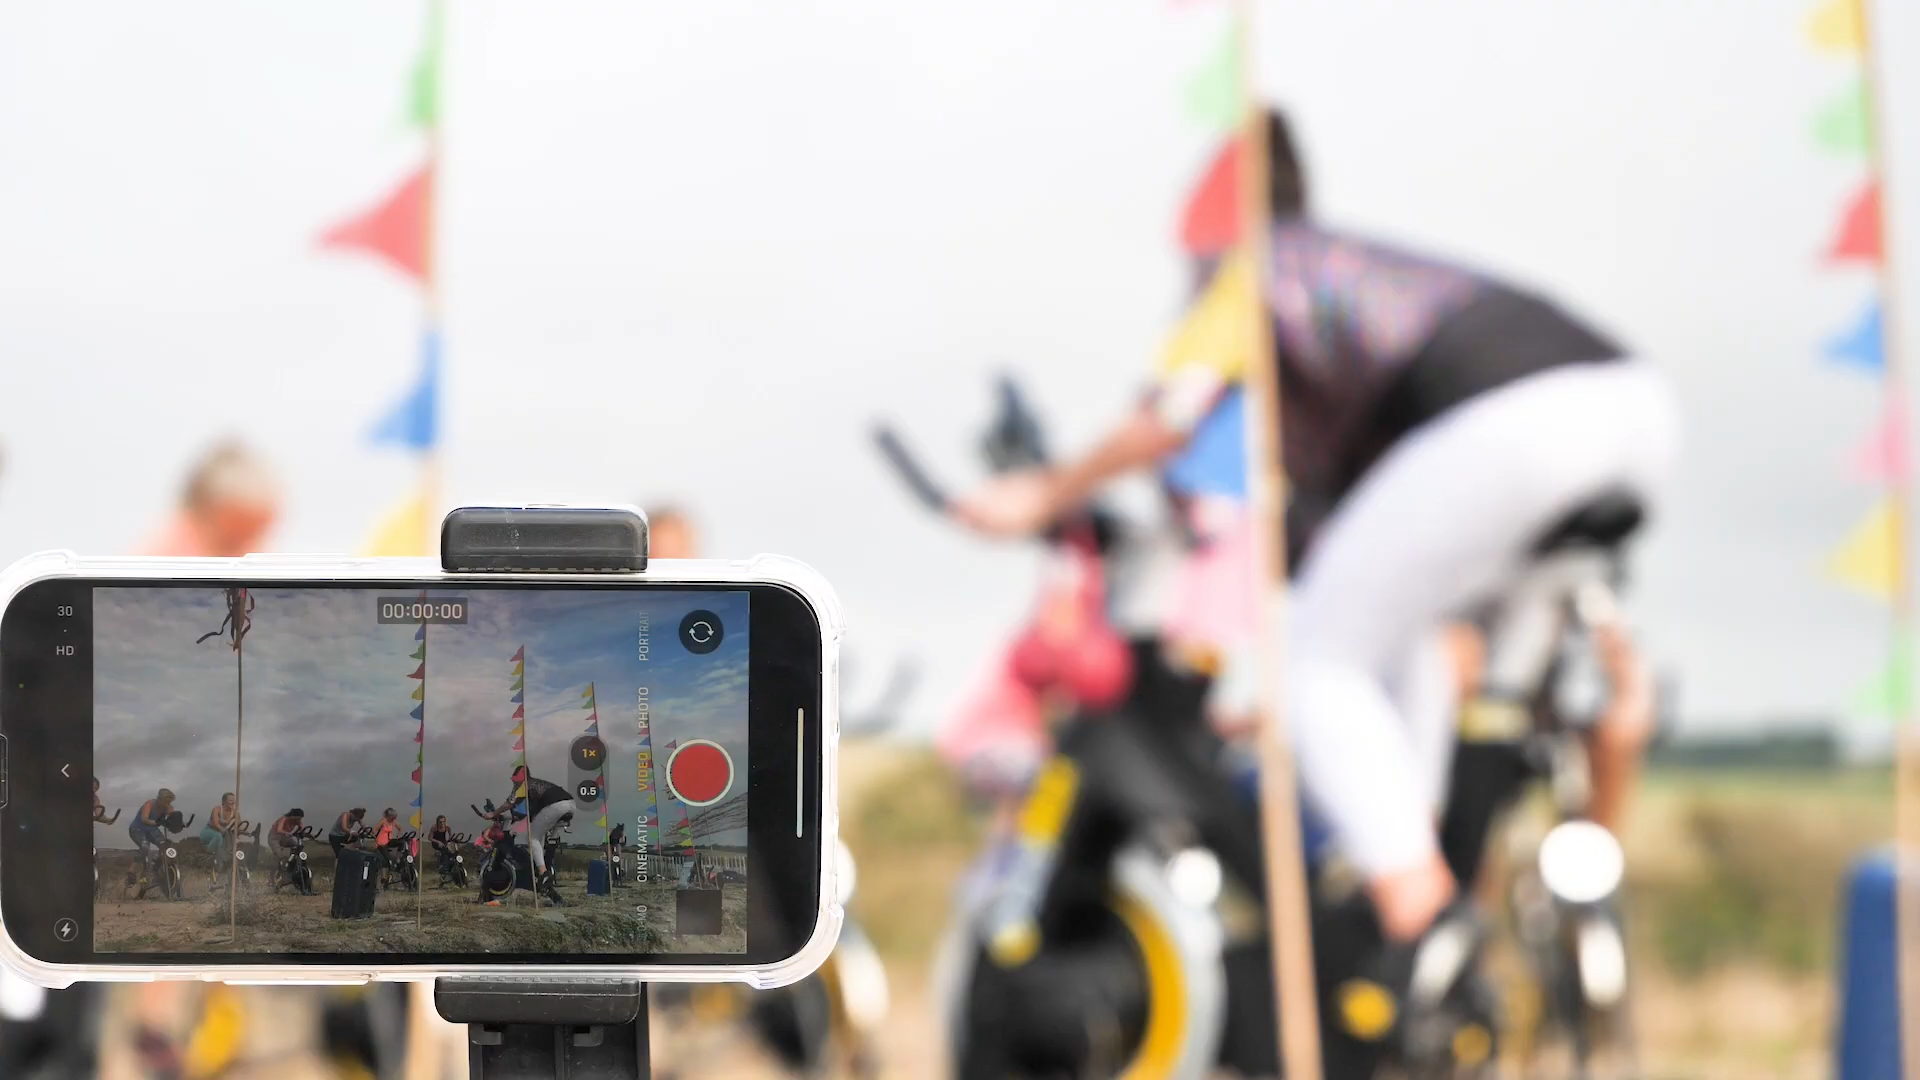 30
HD
00:00:00
PORTRAIT
PHOTO
VIDEO
CINEMATIC
1×
0.5